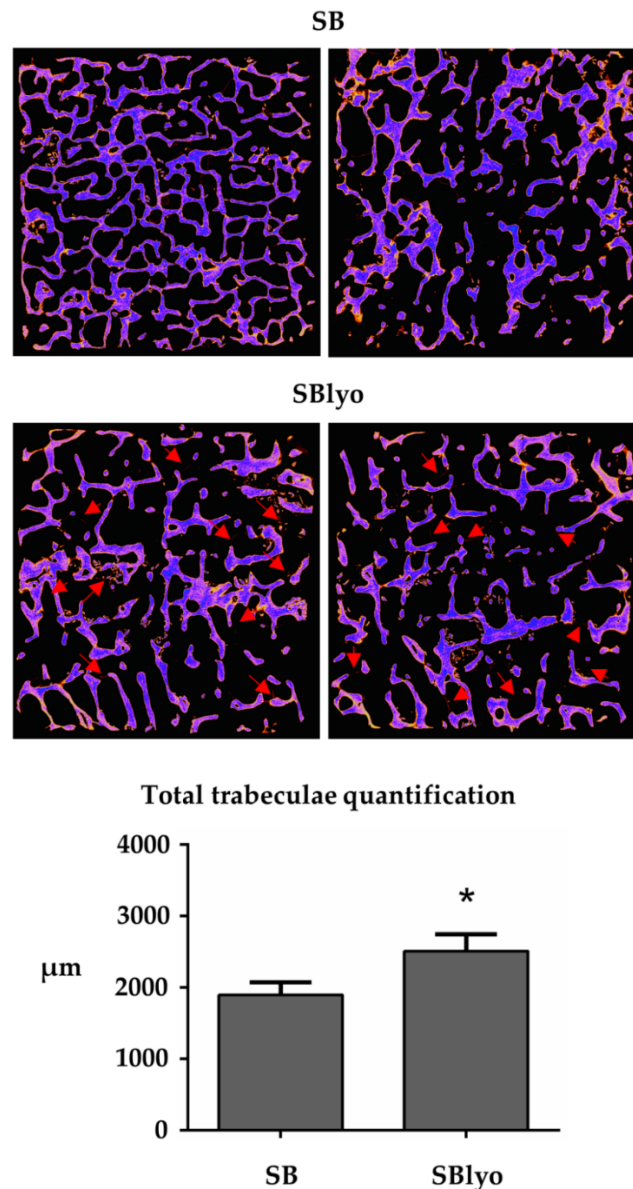 SB
SBlyo
Total trabeculae quantification
4000
3000
2000
1000
0
µm
*
SB
SBlyo